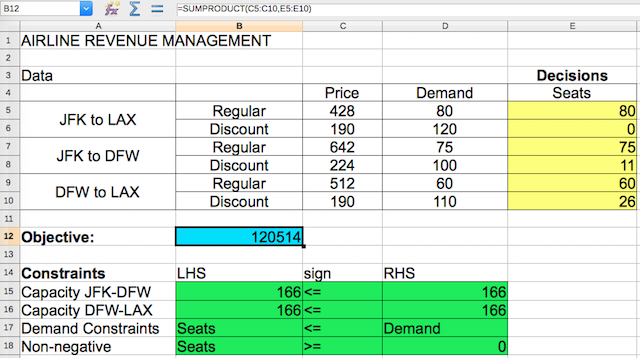 B12 =SUMPRODUCT(C5:C10,E5:E10)
A B C D E
1 AIRLINE REVENUE MANAGEMENT
2
3 Data Decisions
4 Price Demand Seats
5 JFK to LAX Regular 428 80 80
6 Discount 190 120 0
7 JFK to DFW Regular 642 75 75
8 Discount 224 100 11
9 DFW to LAX Regular 512 60 60
10 Discount 190 110 26
11
12 Objective: 120514
13
14 Constraints LHS sign RHS
15 Capacity JFK-DFW 166 <= 166
16 Capacity DFW-LAX 166 <= 166
17 Demand Constraints Seats <= Demand
18 Non-negative Seats >= 0